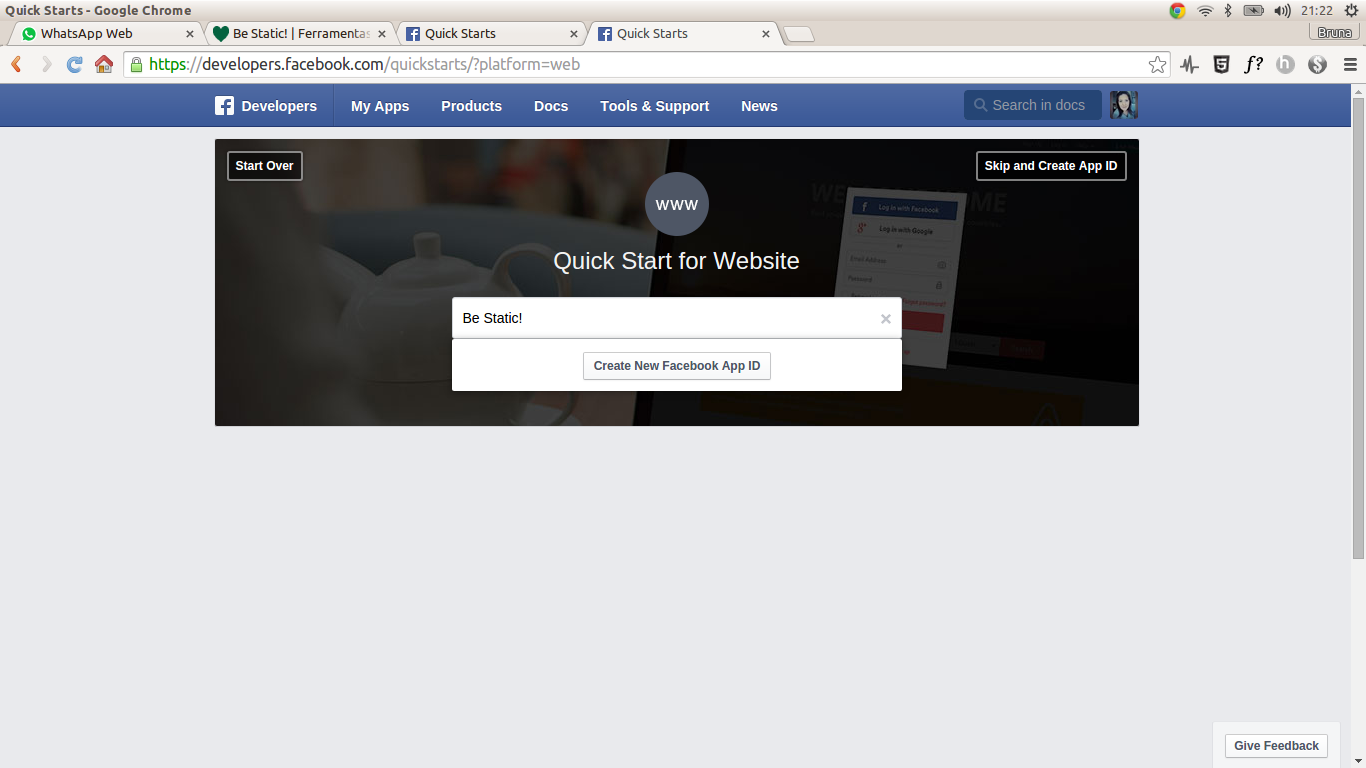 Quick Starts - Google Chrome
21:22
WhatsApp Web
Be Static! | Ferramentas
Quick Starts
Quick Starts
Bruna
https://developers.facebook.com/quickstarts/?platform=web
f?
h
Developers
My Apps
Products
Docs
Tools & Support
News
Search in docs
Start Over
Skip and Create App ID
www
Log In with Facebook
Log In with Google
or
Email Address
Password
Quick Start for Website
Be Static!
Create New Facebook App ID
Give Feedback